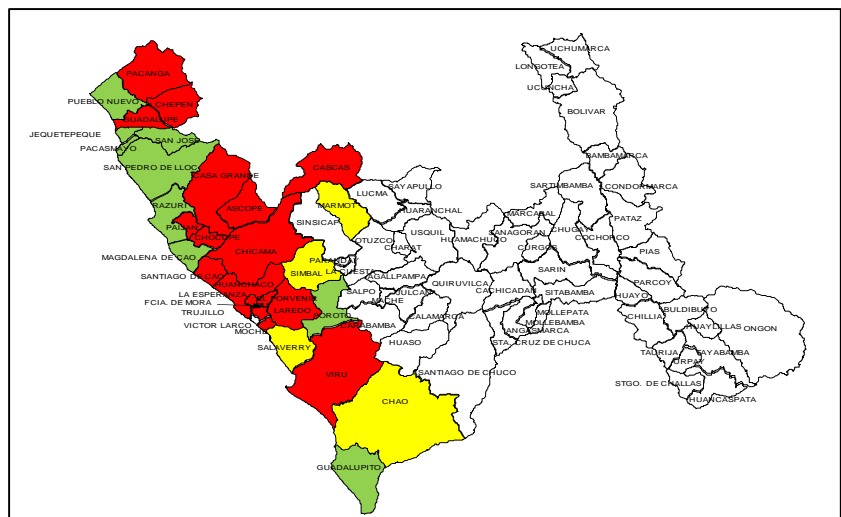 UCHUMARCA
LONGOTEA
PACANGA
UCUNCHA
PUEBLO NUEVO
CHEPEN
BOLIVAR
GUADALUPE
JEQUETEPEQUE
SAN JOSE
PACASMAYO
BAMBAMARCA
SAN PEDRO DE LLOC
CASCAS
CASA GRANDE
SAYAPULLO
SARTIMBAMBA
CONDORMARCA
LUCMA
RAZURI
MARMOT
ASCOPE
HUARANCHAL
MARCABAL
PATAZ
PAIJAN
SINSICAP
USQUIL
SANAGORAN
CHUGAY
CHOCOPE
OTUZCO
HUAMACHUCO
COCHORCO
CHICAMA
CHARAT
CURGOS
PIAS
MAGDALENA DE CAO
PARANDAY
SANTIAGO DE CAO
SIMBAL
LA CUESTA
SARIN
AGALLPAMPA
HUANCHACO
QUIRUVILCA
PARCOY
LA ESPERANZA
SALPO
JULCAN
CACHICADAN
SITABAMBA
HUAYO
EL PORVENIR
MACHE
FCIA. DE MORA
CHILLIA
BULDIBUYO
TRUJILLO
LAREDO
POROTO
CALAMARCA
MOLLEPATA
VICTOR LARCO
CARABAMBA
MOLLEBAMBA
HUAYLILLAS
ONGON
MOCHE
ANGASMARCA
SALAVERRY
HUASO
STA. CRUZ DE CHUCA
TAURIJA
TAYABAMBA
URPAY
VIRU
SANTIAGO DE CHUCO
STGO. DE CHALLAS
CHAO
HUANCASPATA
GUADALUPITO